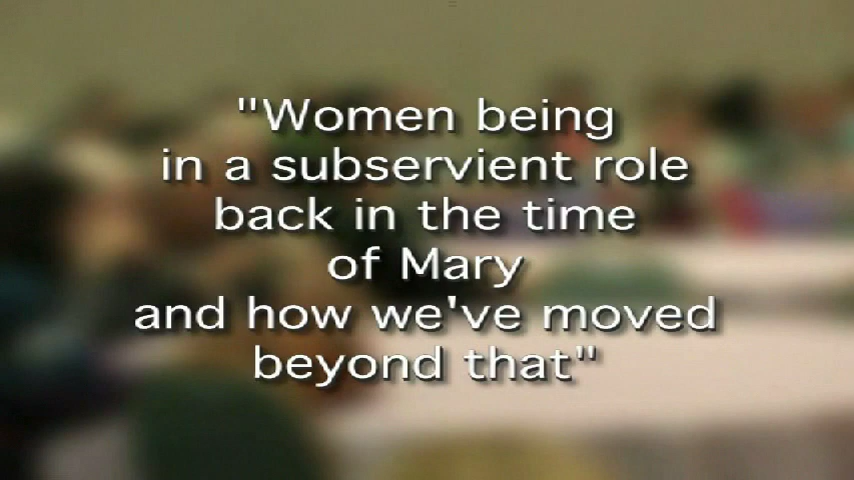 "Women being
in a subservient role
back in the time
of Mary
and how we've moved
beyond that"